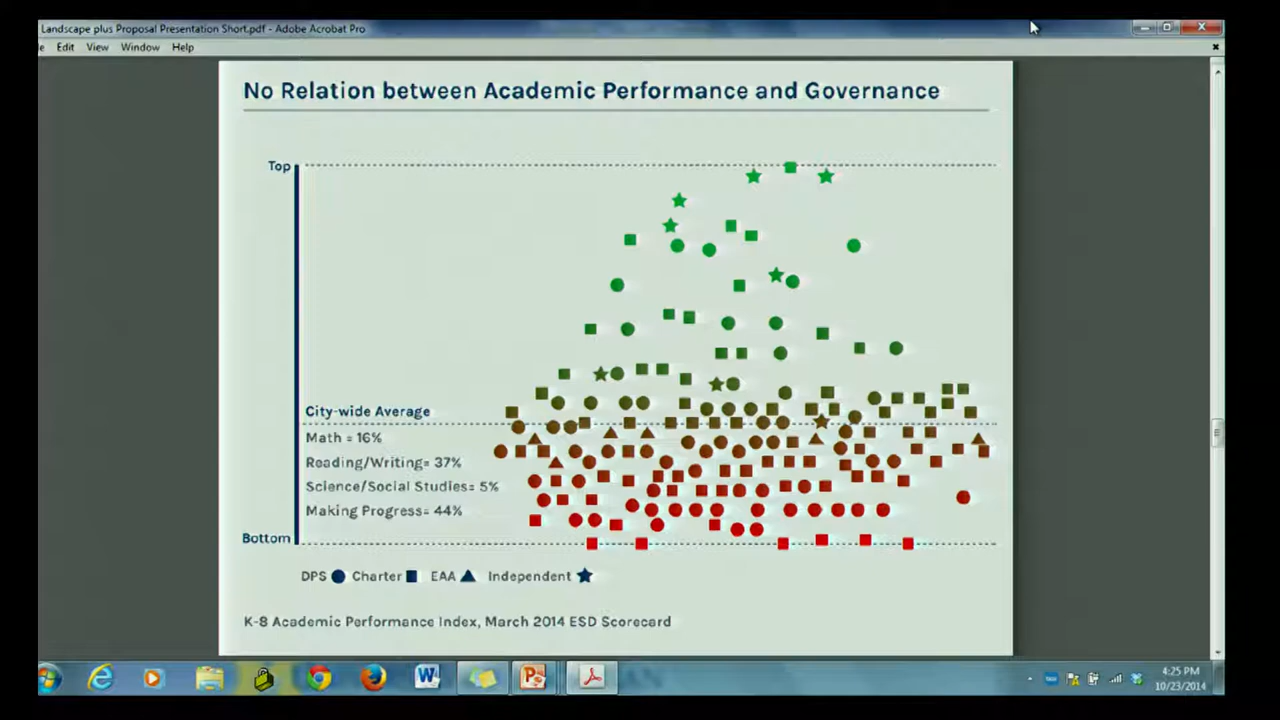 Landscape plus Proposal Presentation Short.pdf - Adobe Acrobat Pro
e Edit View Window Help
No Relation between Academic Performance and Governance
Top
City-wide Average
Math = 16%
Reading/Writing= 37%
Science/Social Studies= 5%
Making Progress= 44%
Bottom
DPS Charter EAA Independent
K-8 Academic Performance Index, March 2014 ESD Scorecard
4:25 PM
10/23/2014